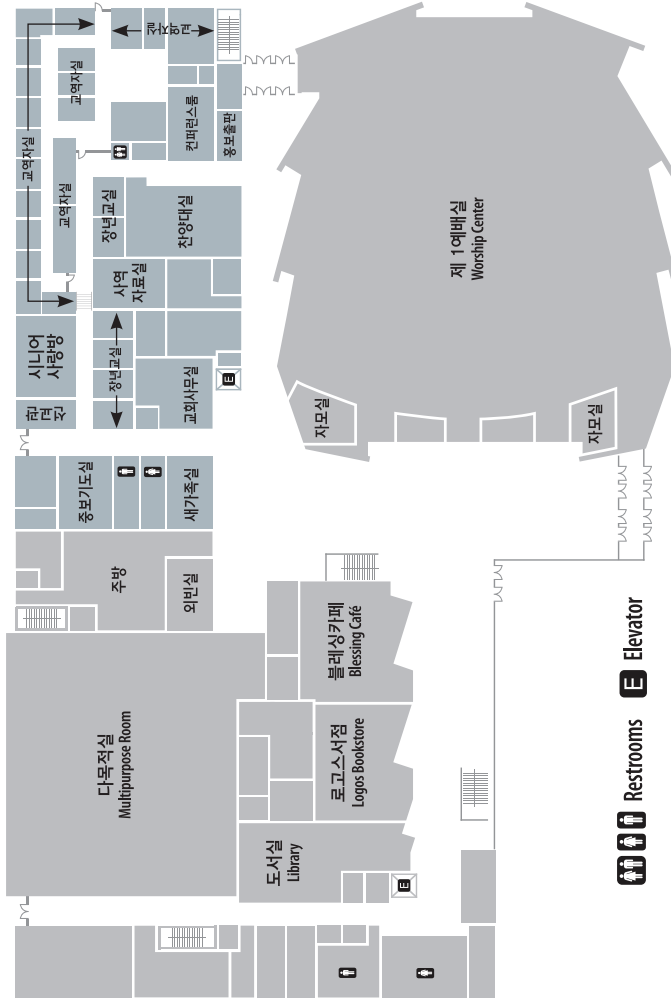 교역자실
교역자실
교역자실
교역자실
컨퍼런스룸
홍보출판
장년교실
찬양대실
사역
자료실
시니어
사랑방
장년교실
교회사무실
E
중보기도실
새가족실
주방
외빈실
다목적실
Multipurpose Room
블레싱카페
Blessing Café
로고스서점
Logos Bookstore
도서실
Library
E
제 1예배실
Worship Center
자모실
자모실
Restrooms
E Elevator